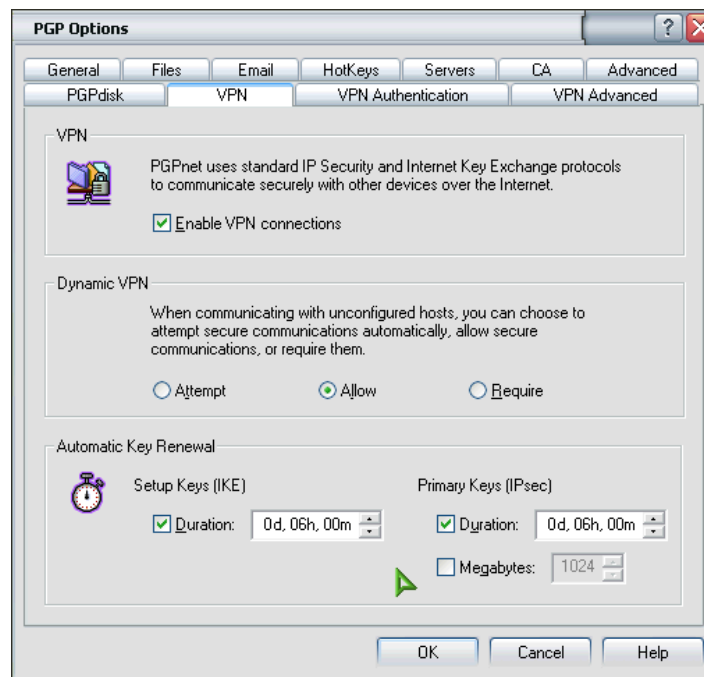 PGP Options
General Files Email HotKeys Servers CA Advanced
PGPdisk VPN VPN Authentication VPN Advanced
VPN
PGPnet uses standard IP Security and Internet Key Exchange protocols
to communicate securely with other devices over the Internet.
Enable VPN connections
Dynamic VPN
When communicating with unconfigured hosts, you can choose to
attempt secure communications automatically, allow secure
communications, or require them.
Attempt Allow Require
Automatic Key Renewal
Setup Keys (IKE) Primary Keys (IPsec)
Duration: 0d, 06h, 00m Duration: 0d, 06h, 00m
Megabytes: 1024
OK Cancel Help